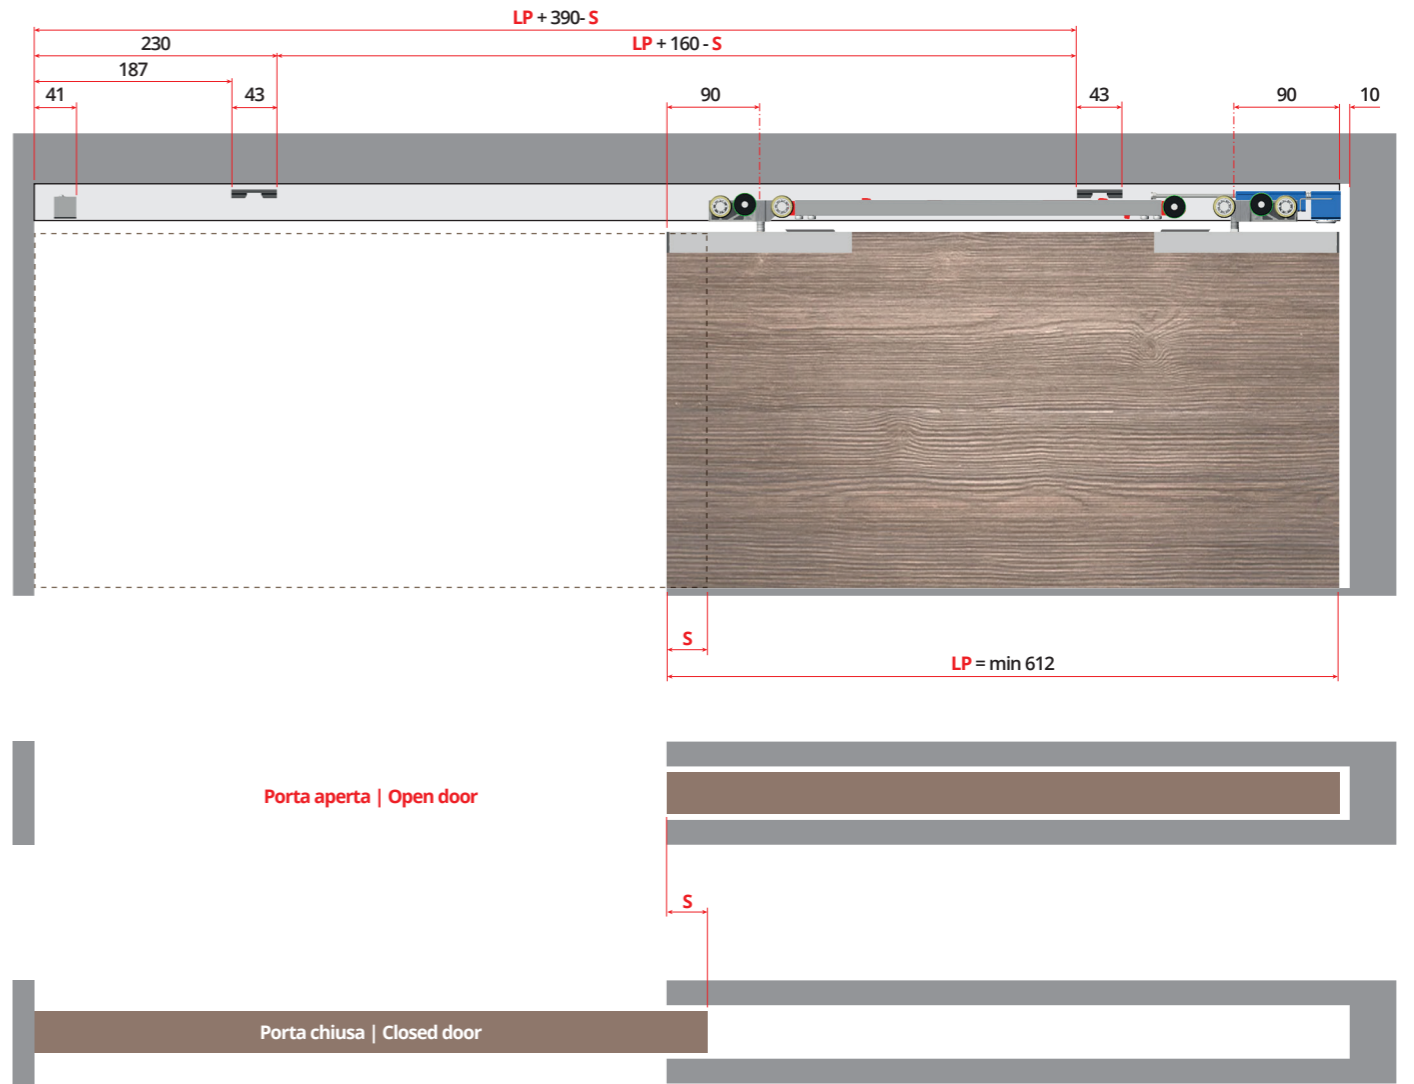 LP + 390- S
230
LP + 160 - S
187
41
43
90
43
90
10
S
LP = min 612
Porta aperta | Open door
S
Porta chiusa | Closed door